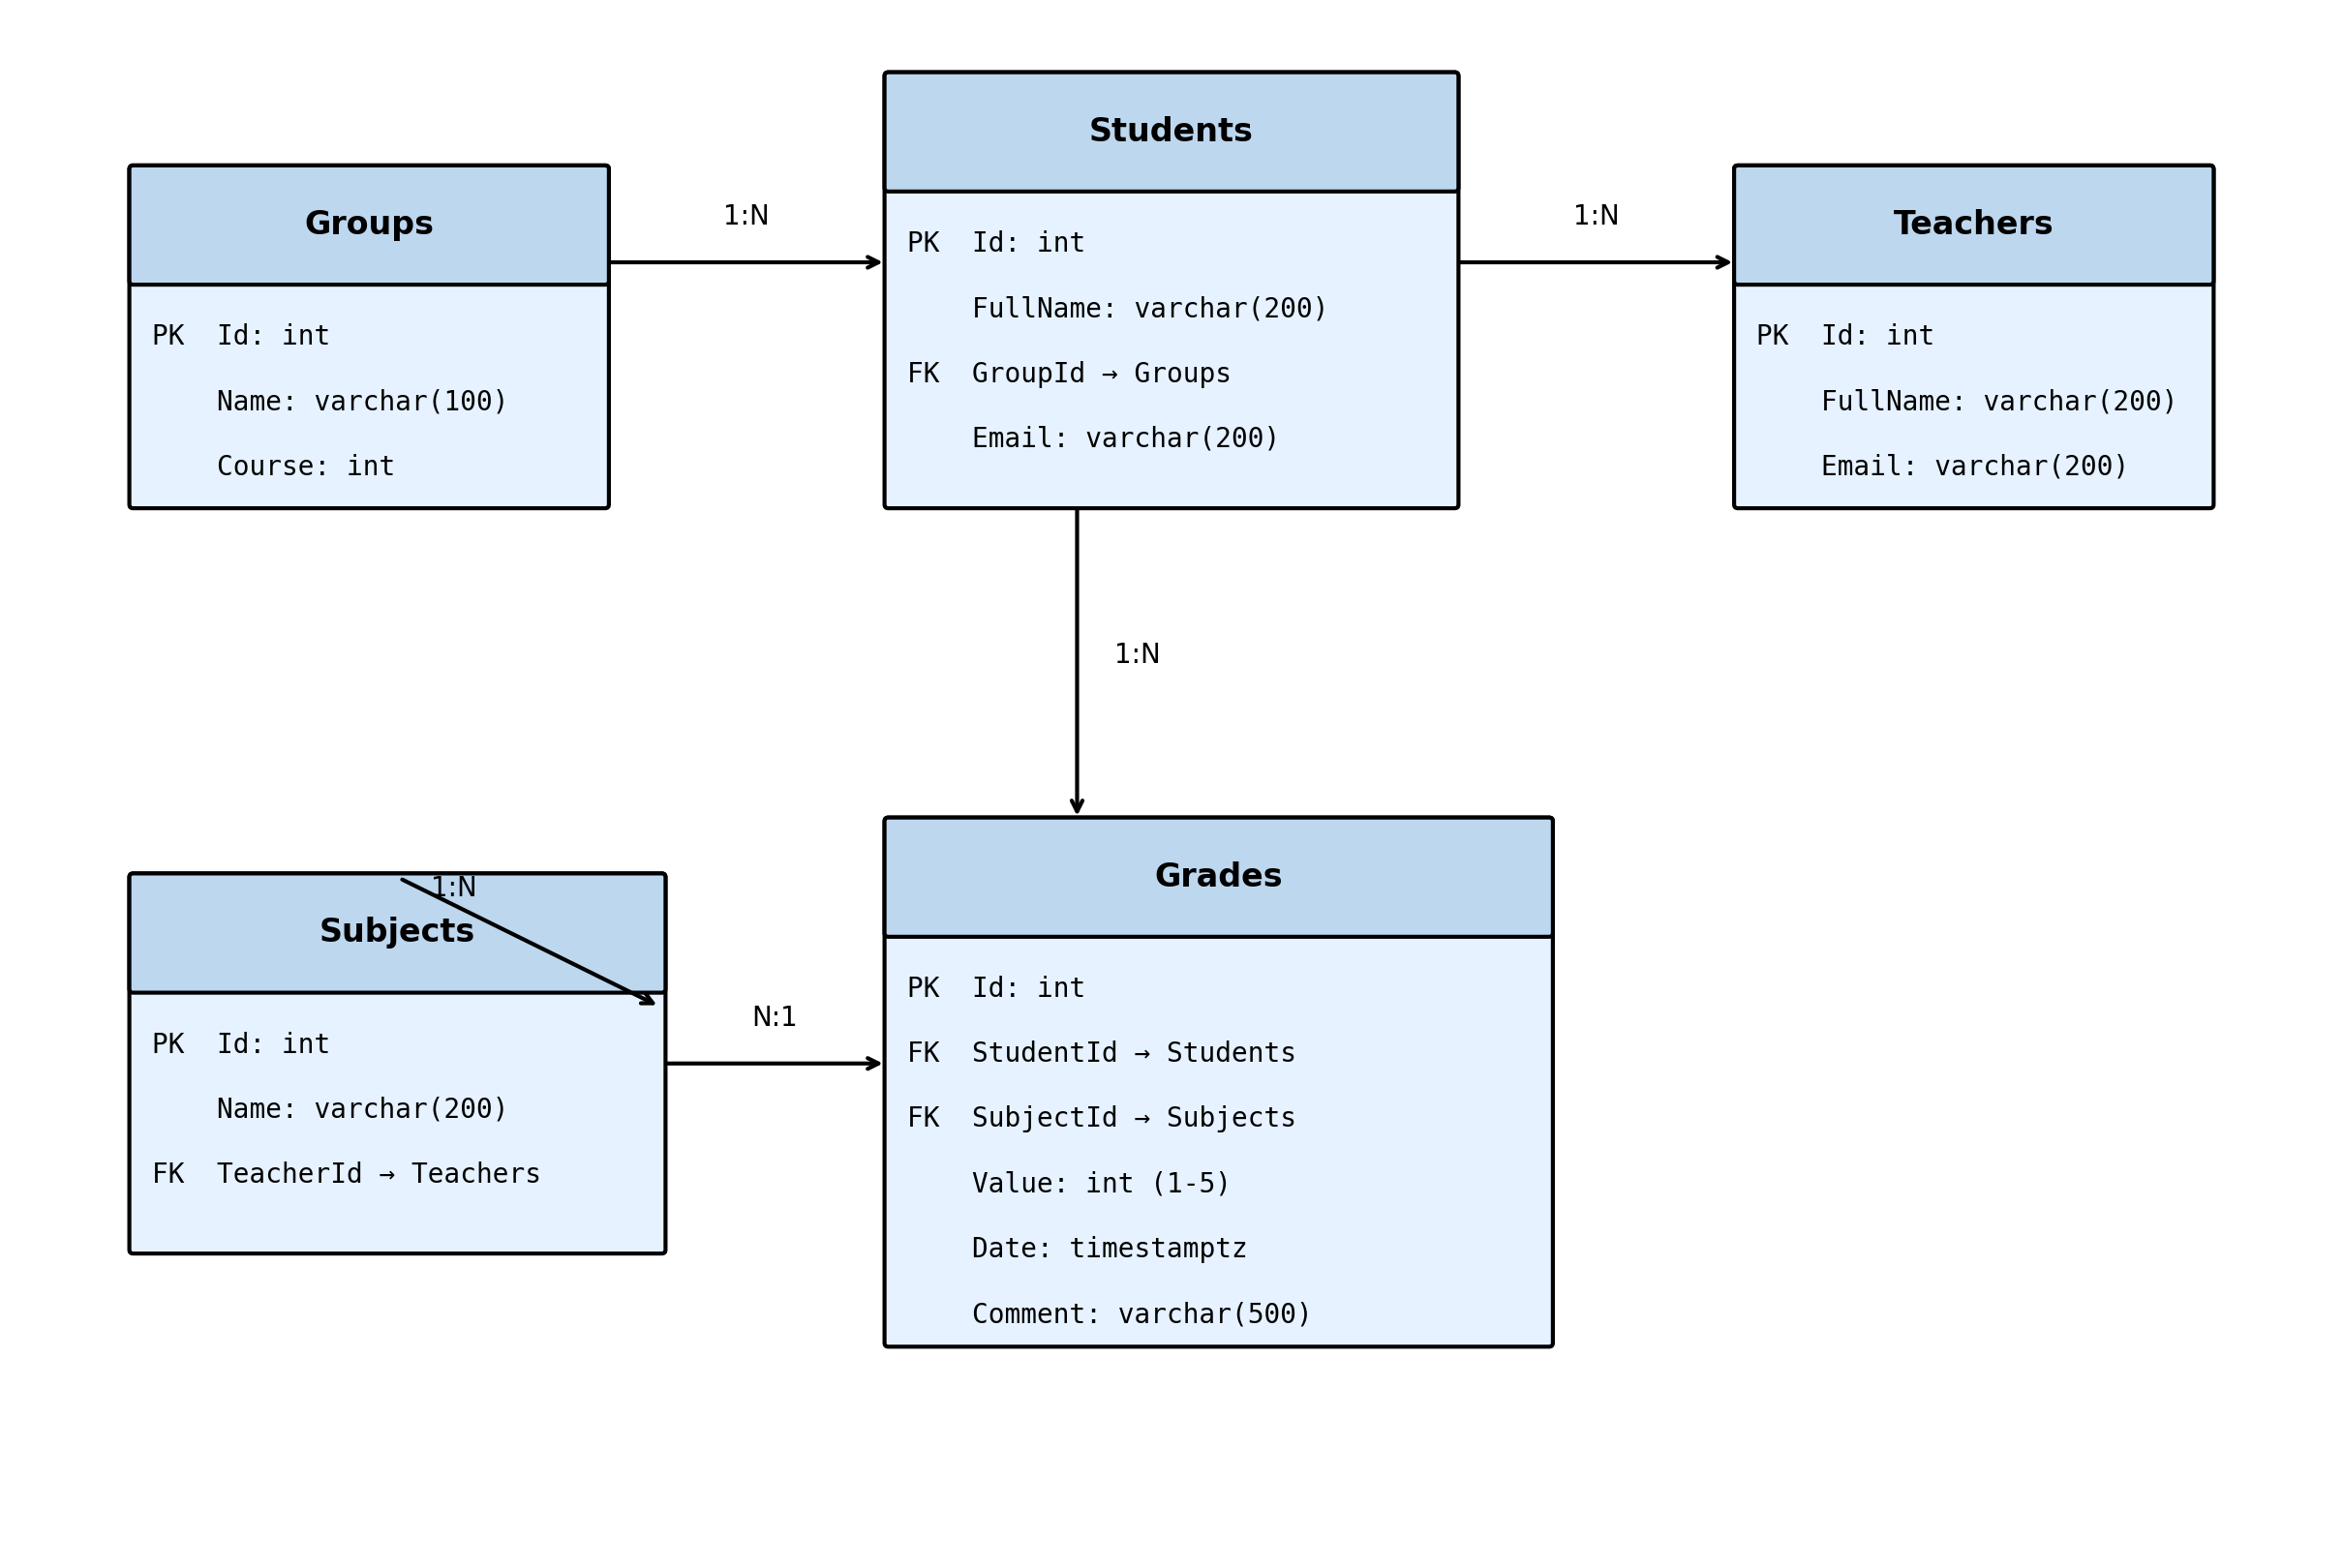 Groups
PK  Id: int
Name: varchar(100)
Course: int
1:N
Students
PK  Id: int
FullName: varchar(200)
FK  GroupId → Groups
Email: varchar(200)
1:N
Teachers
PK  Id: int
FullName: varchar(200)
Email: varchar(200)
1:N
1:N
Subjects
PK  Id: int
Name: varchar(200)
FK  TeacherId → Teachers
N:1
Grades
PK  Id: int
FK  StudentId → Students
FK  SubjectId → Subjects
Value: int (1-5)
Date: timestamptz
Comment: varchar(500)